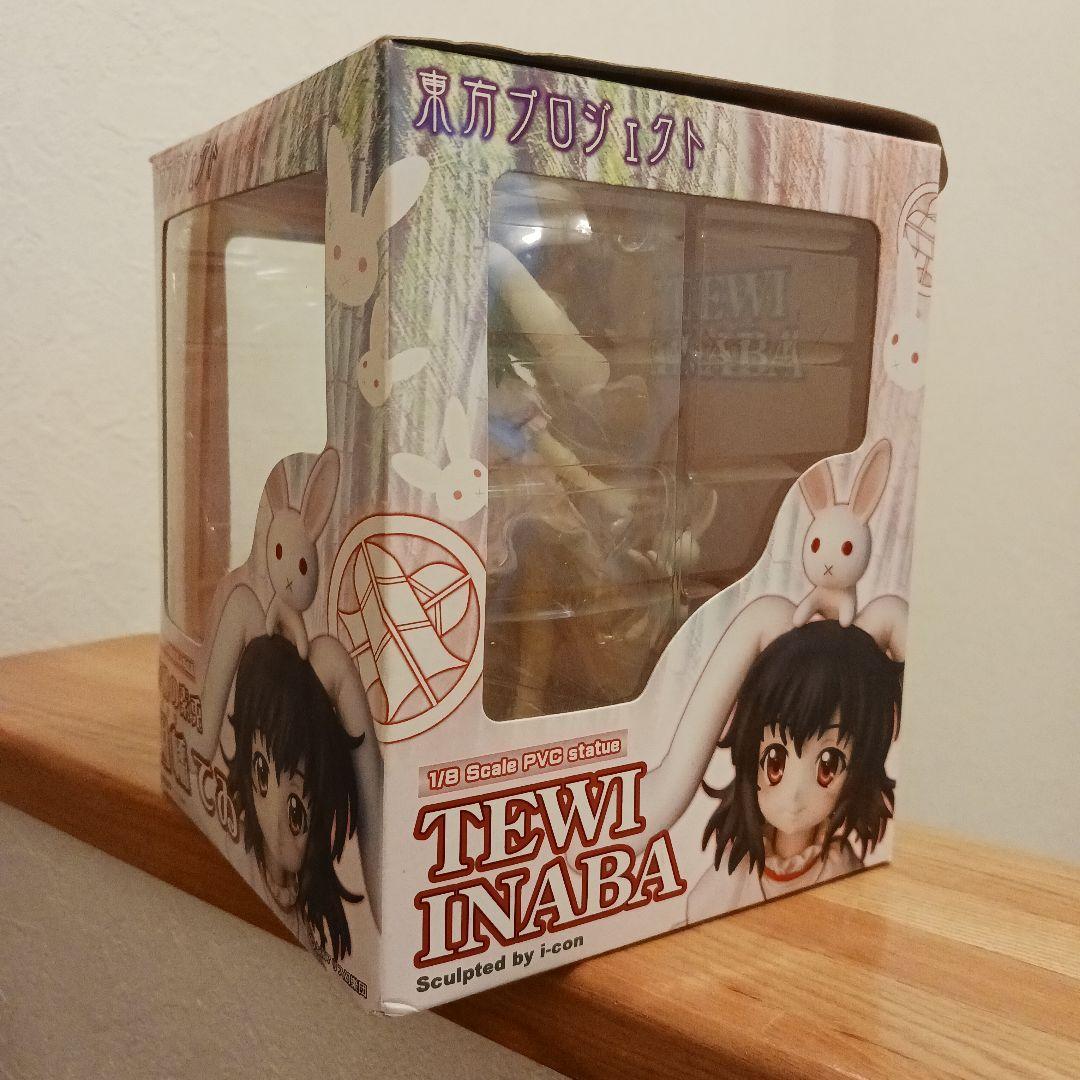 東方プロジェクト
TEWI
INABA
1/8 Scale PVC statue
TEWI
INABA
Sculpted by i-con